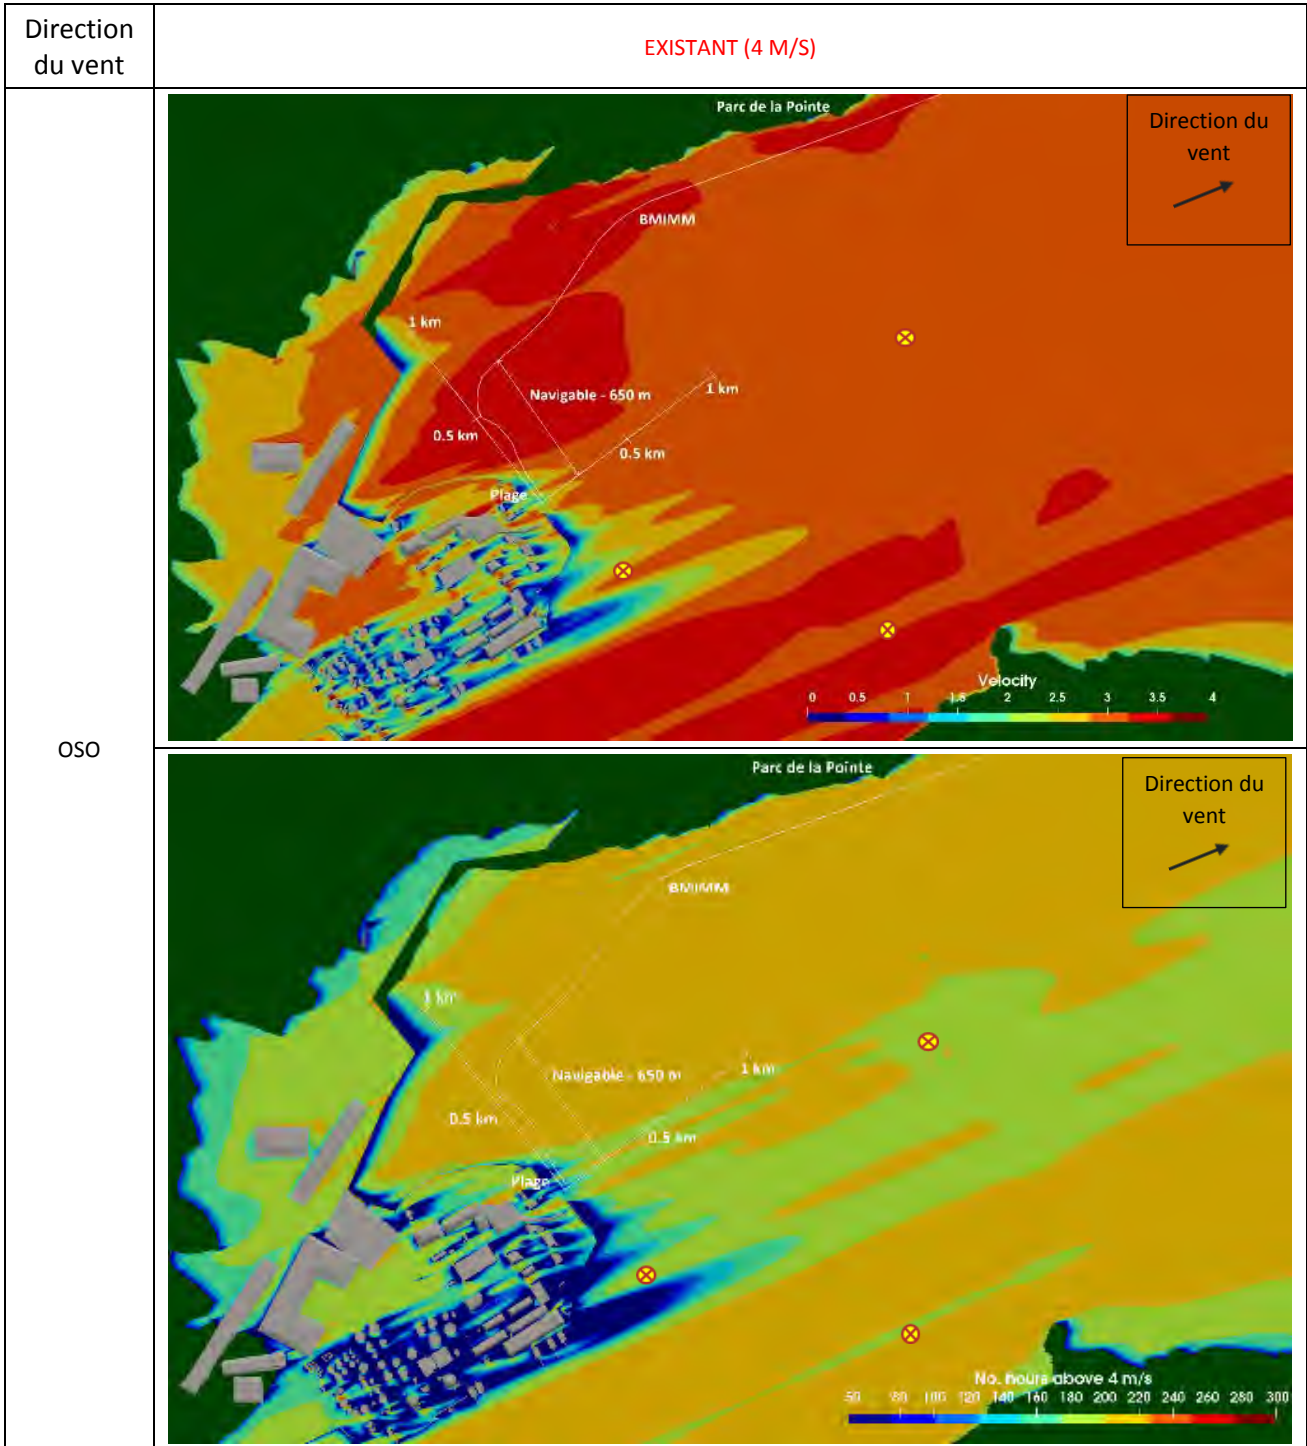 Direction
du vent
EXISTANT (4 M/S)
OSO
Parc de la Pointe
Direction du
vent
BMIMM
1 km
Navigable - 650 m
1 km
0.5 km
0.5 km
Plage
Velocity
0 0.5 1 1.5 2 2.5 3 3.5 4
Parc de la Pointe
Direction du
vent
BMIMM
1 km
Navigable - 650 m
1 km
0.5 km
0.5 km
Plage
No. hours above 4 m/s
50 80 100 120 140 160 180 200 220 240 260 280 300